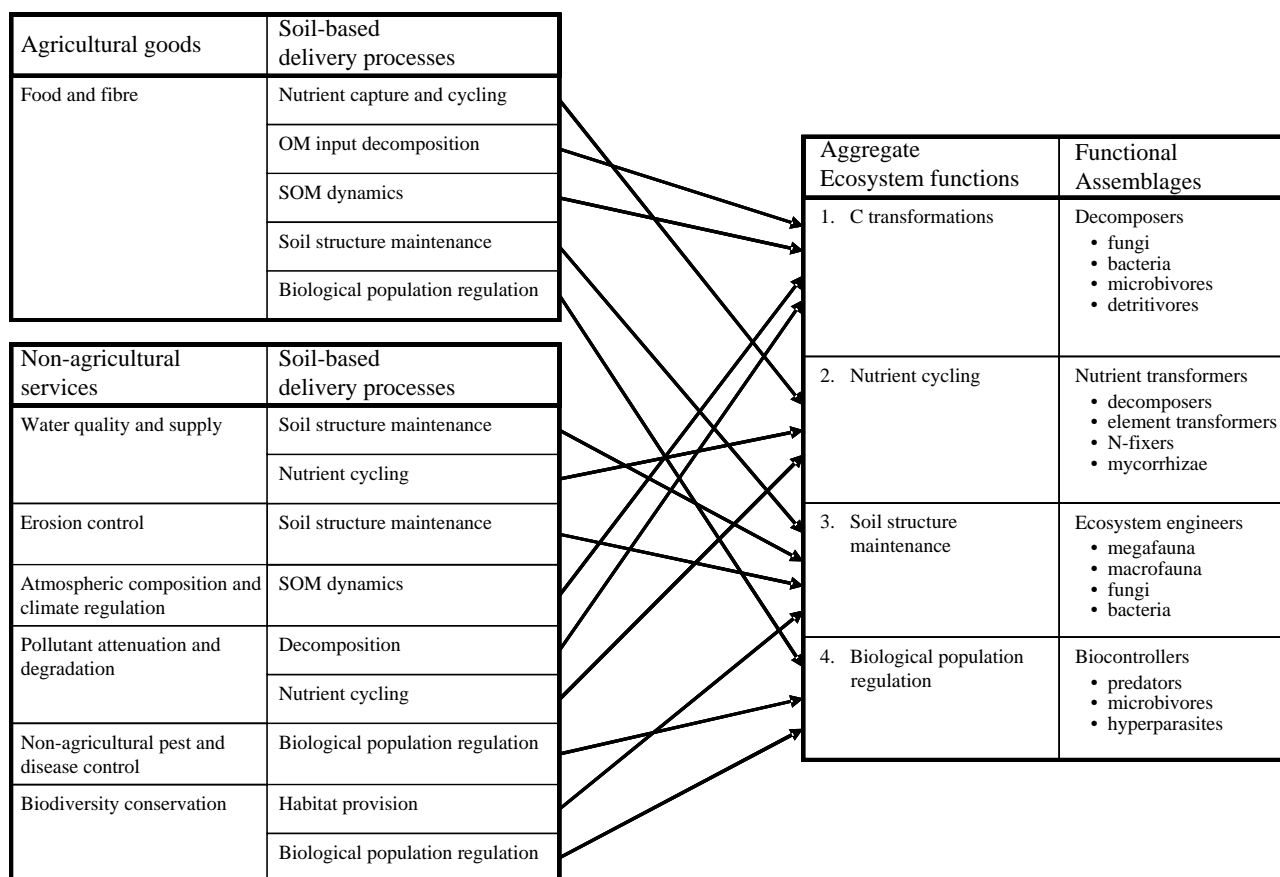 Agricultural goods
Soil-based
delivery processes
Food and fibre
Nutrient capture and cycling
OM input decomposition
SOM dynamics
Soil structure maintenance
Biological population regulation
Non-agricultural
services
Soil-based
delivery processes
Water quality and supply
Soil structure maintenance
Nutrient cycling
Erosion control
Soil structure maintenance
Atmospheric composition and
climate regulation
SOM dynamics
Pollutant attenuation and
degradation
Decomposition
Nutrient cycling
Non-agricultural pest and
disease control
Biological population regulation
Biodiversity conservation
Habitat provision
Biological population regulation
Aggregate
Ecosystem functions
Functional
Assemblages
1. C transformations
Decomposers
• fungi
• bacteria
• microbivores
• detritivores
2. Nutrient cycling
Nutrient transformers
• decomposers
• element transformers
• N-fixers
• mycorrhizae
3. Soil structure
maintenance
Ecosystem engineers
• megafauna
• macrofauna
• fungi
• bacteria
4. Biological population
regulation
Biocontrollers
• predators
• microbivores
• hyperparasites